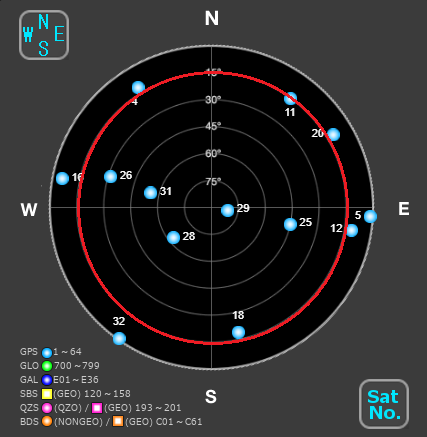 N
N
W E
S
15°
4
30°
11
45°
20
60°
16
26
75°
31
W
29
E
5
25
12
28
18
32
GPS 1 ~ 64
GLO 700 ~ 799
GAL E01 ~ E36
SBS (GEO) 120 ~ 158
QZS (QZO) / (GEO) 193 ~ 201
BDS (NONGEO) / (GEO) C01 ~ C61
S
Sat
No.